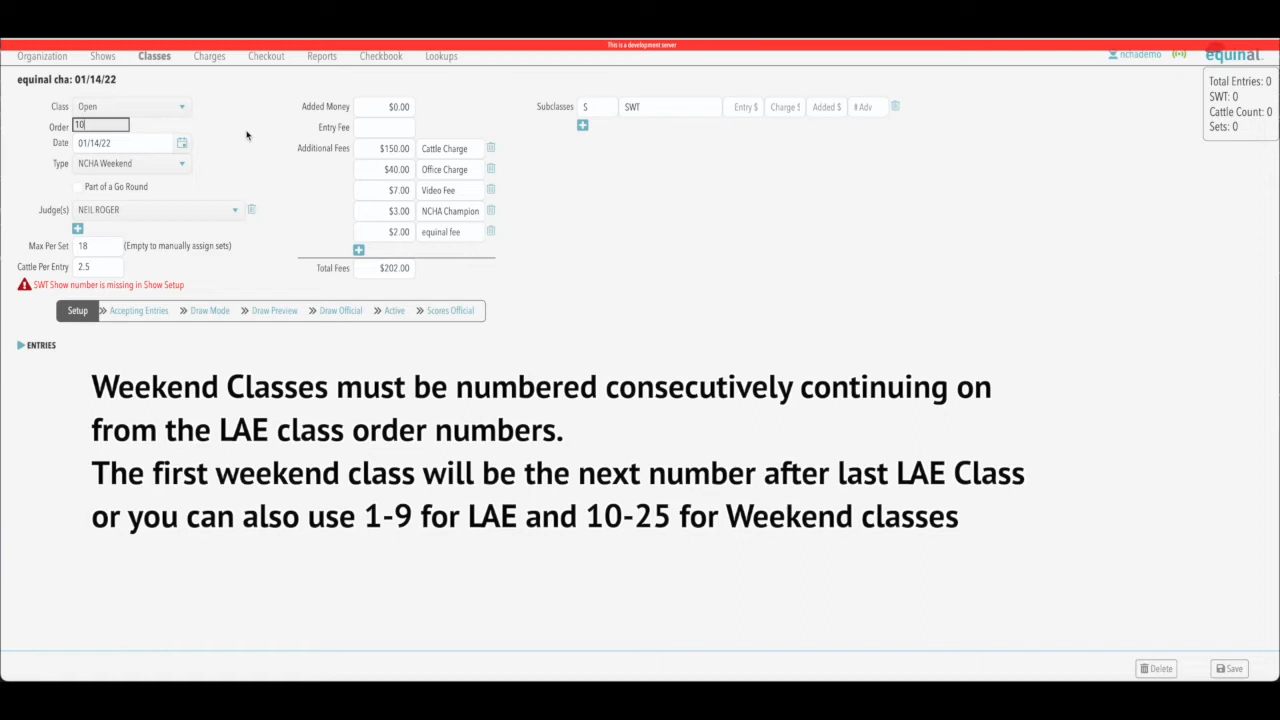 This is a development server
Organization Shows Classes Charges Checkout Reports Checkbook Lookups nchademo equinal
equinal cha: 01/14/22
Total Entries: 0
SWT: 0
Cattle Count: 0
Sets: 0
Class Open
Order 10
Date 01/14/22
Type NCHA Weekend
Part of a Go Round
Judge(s) NEIL ROGER
Max Per Set 18 (Empty to manually assign sets)
Cattle Per Entry 2.5
SWT Show number is missing in Show Setup
Added Money $0.00
Entry Fee
Additional Fees $150.00 Cattle Charge
$40.00 Office Charge
$7.00 Video Fee
$3.00 NCHA Champion
$2.00 equinal fee
Total Fees $202.00
Subclasses S SWT Entry $ Charge $ Added $ # Adv
Setup Accepting Entries Draw Mode Draw Preview Draw Official Active Scores Official
ENTRIES
Weekend Classes must be numbered consecutively continuing on
from the LAE class order numbers.
The first weekend class will be the next number after last LAE Class
or you can also use 1-9 for LAE and 10-25 for Weekend classes
Delete Save